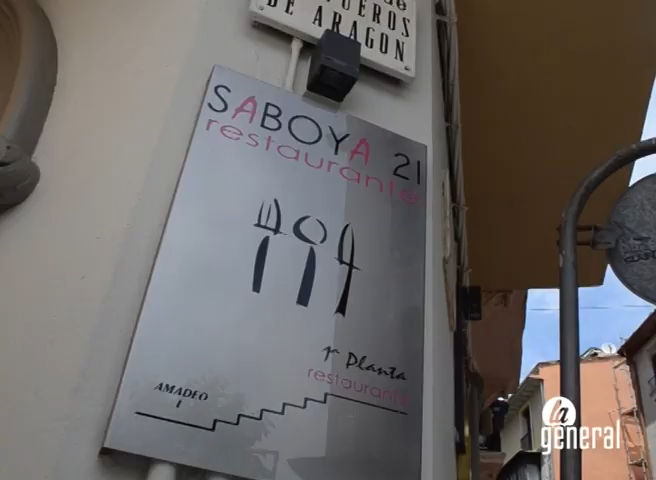 FUEROS
DE ARAGON
SABOYA 21
restaurante
1ª Planta
restaurante
AMADEO
I
la
general